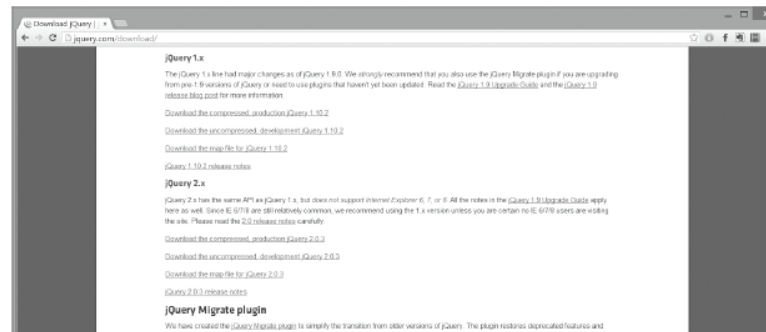 Download jQuery |
jquery.com/download/
jQuery 1.x
The jQuery 1.x line had major changes as of jQuery 1.9.0. We strongly recommend that you also use the jQuery Migrate plugin if you are upgrading
from pre-1.9 versions of jQuery or need to use plugins that haven't yet been updated. Read the jQuery 1.9 Upgrade Guide and the jQuery 1.9
release blog post for more information.
Download the compressed, production jQuery 1.10.2
Download the uncompressed, development jQuery 1.10.2
Download the map file for jQuery 1.10.2
jQuery 1.10.2 release notes
jQuery 2.x
jQuery 2.x has the same API as jQuery 1.x, but does not support Internet Explorer 6, 7, or 8. All the notes in the jQuery 1.9 Upgrade Guide apply
here as well. Since IE 6/7/8 are still relatively common, we recommend using the 1.x version unless you are certain no IE 6/7/8 users are visiting
the site. Please read the 2.0 release notes carefully.
Download the compressed, production jQuery 2.0.3
Download the uncompressed, development jQuery 2.0.3
Download the map file for jQuery 2.0.3
jQuery 2.0.3 release notes
jQuery Migrate plugin
We have created the jQuery Migrate plugin to simplify the transition from older versions of jQuery. The plugin restores deprecated features and